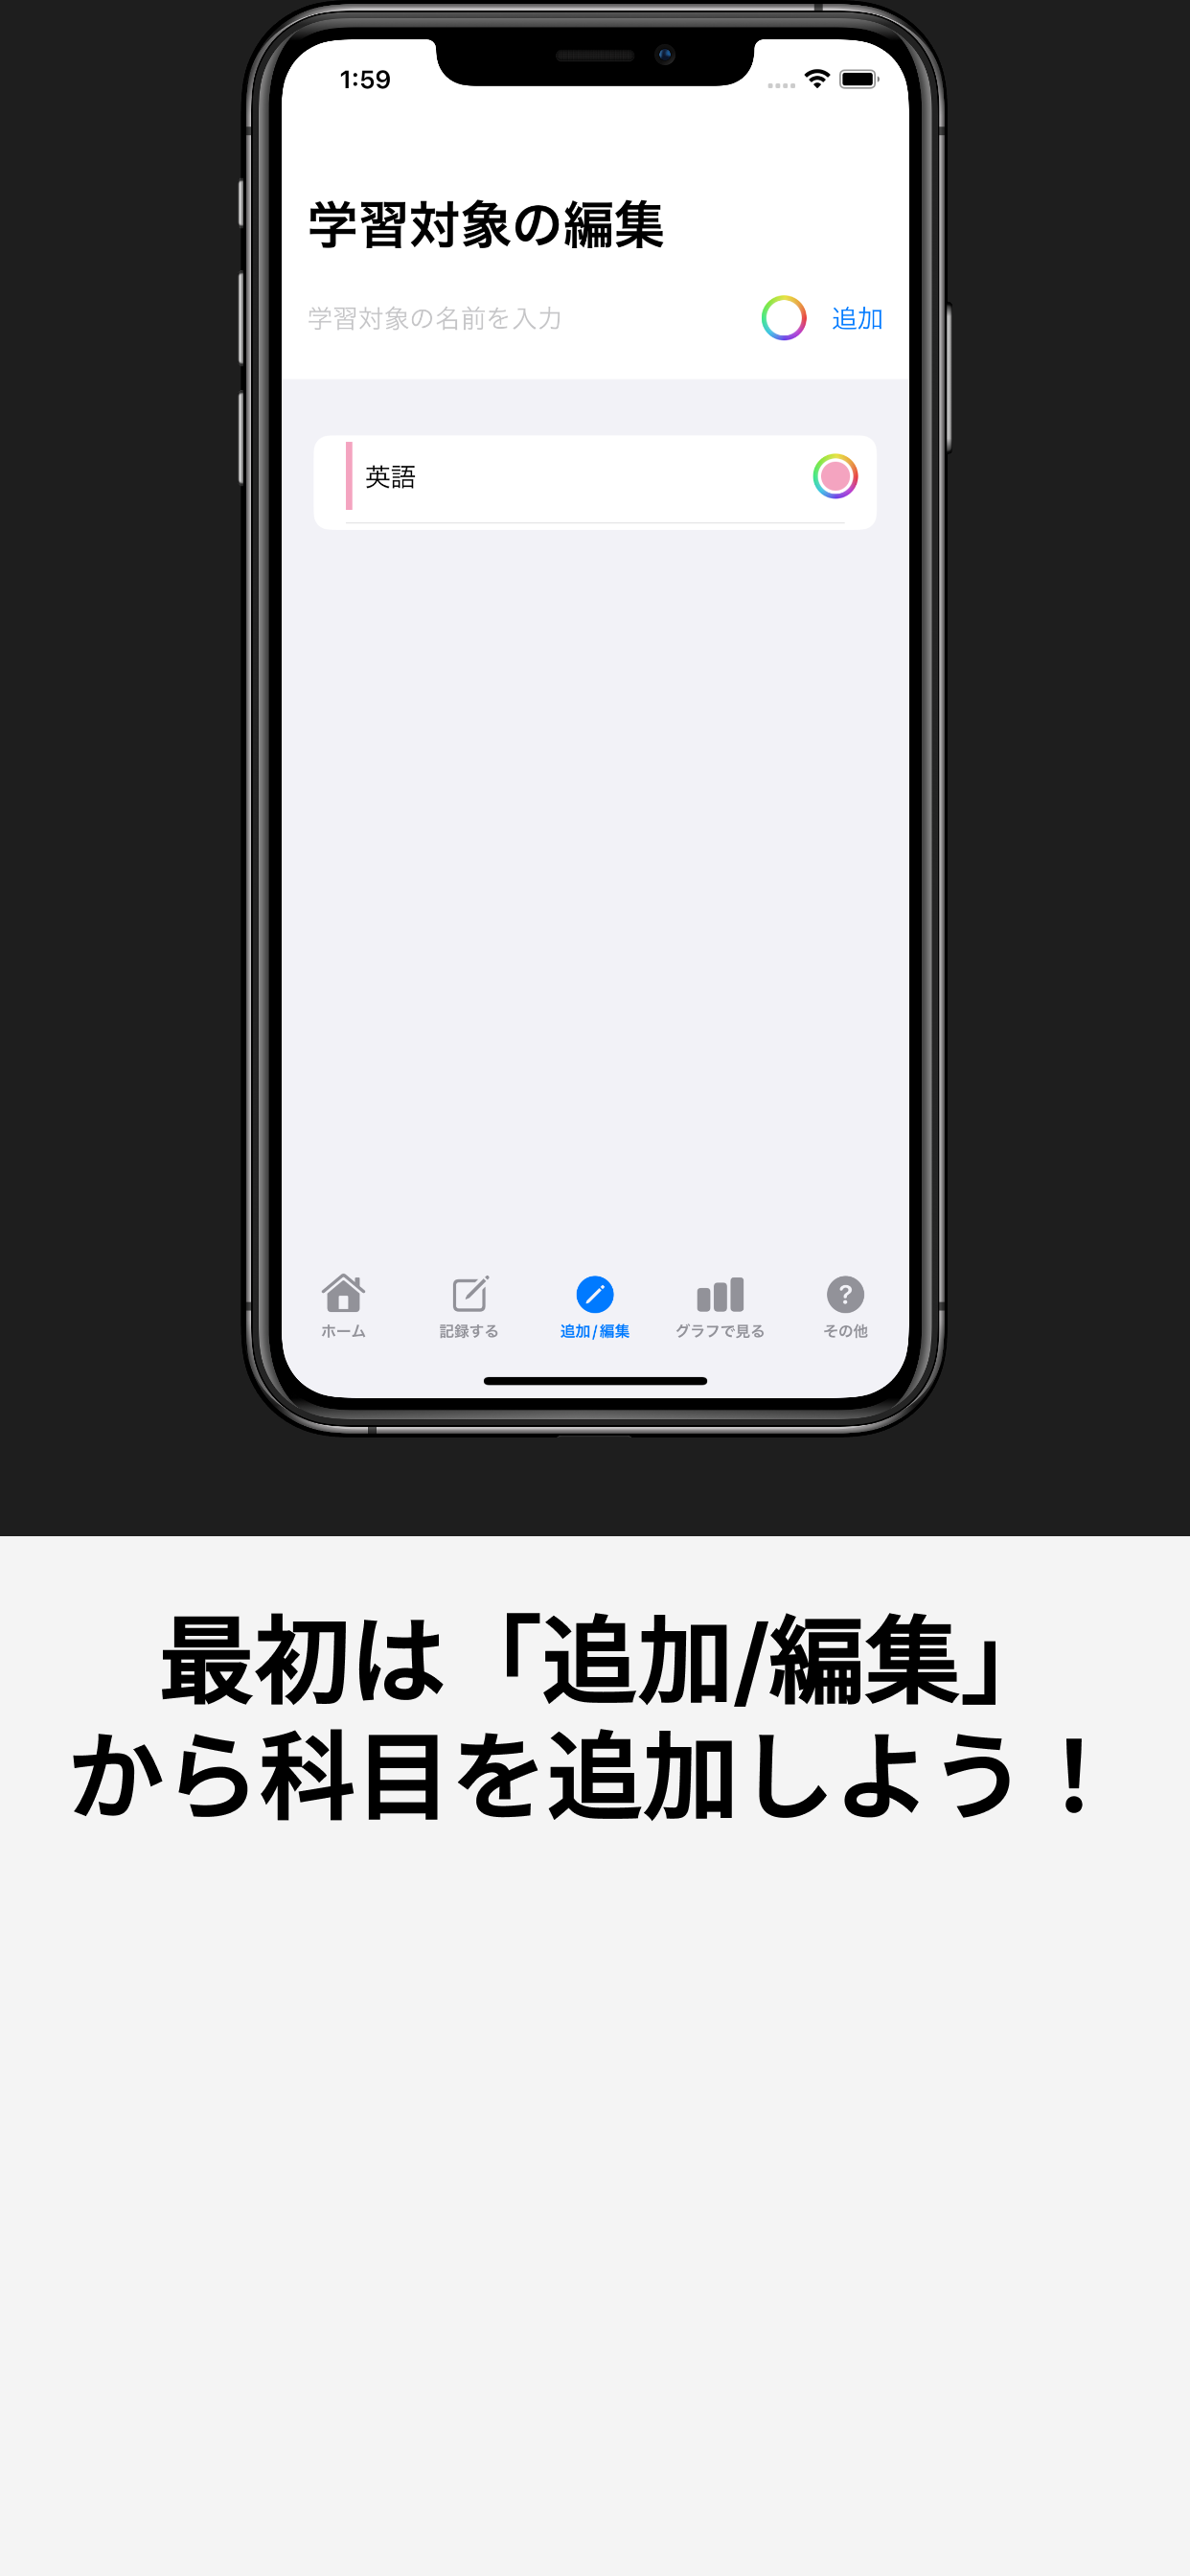 1:59
学習対象の編集
学習対象の名前を入力
追加
英語
ホーム
記録する
追加/編集
グラフで見る
その他
最初は「追加/編集」
から科目を追加しよう！